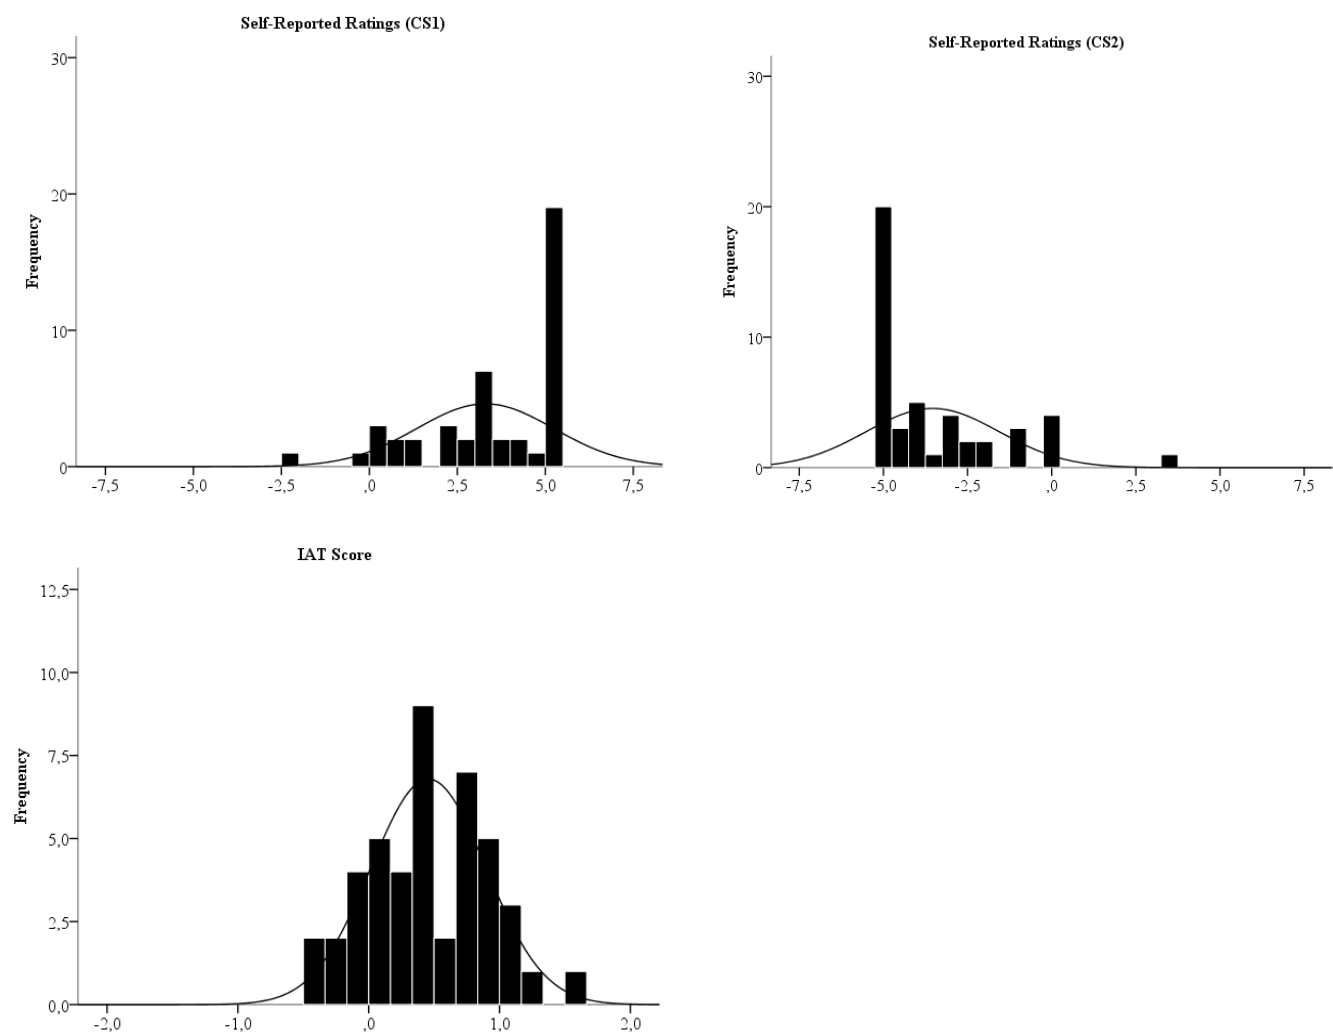 Self-Reported Ratings (CS1)
30
20
10
0
Frequency
-7,5 -5,0 -2,5 ,0 2,5 5,0 7,5
Self-Reported Ratings (CS2)
30
20
10
0
Frequency
-7,5 -5,0 -2,5 ,0 2,5 5,0 7,5
IAT Score
12,5
10,0
7,5
5,0
2,5
0,0
Frequency
-2,0 -1,0 ,0 1,0 2,0